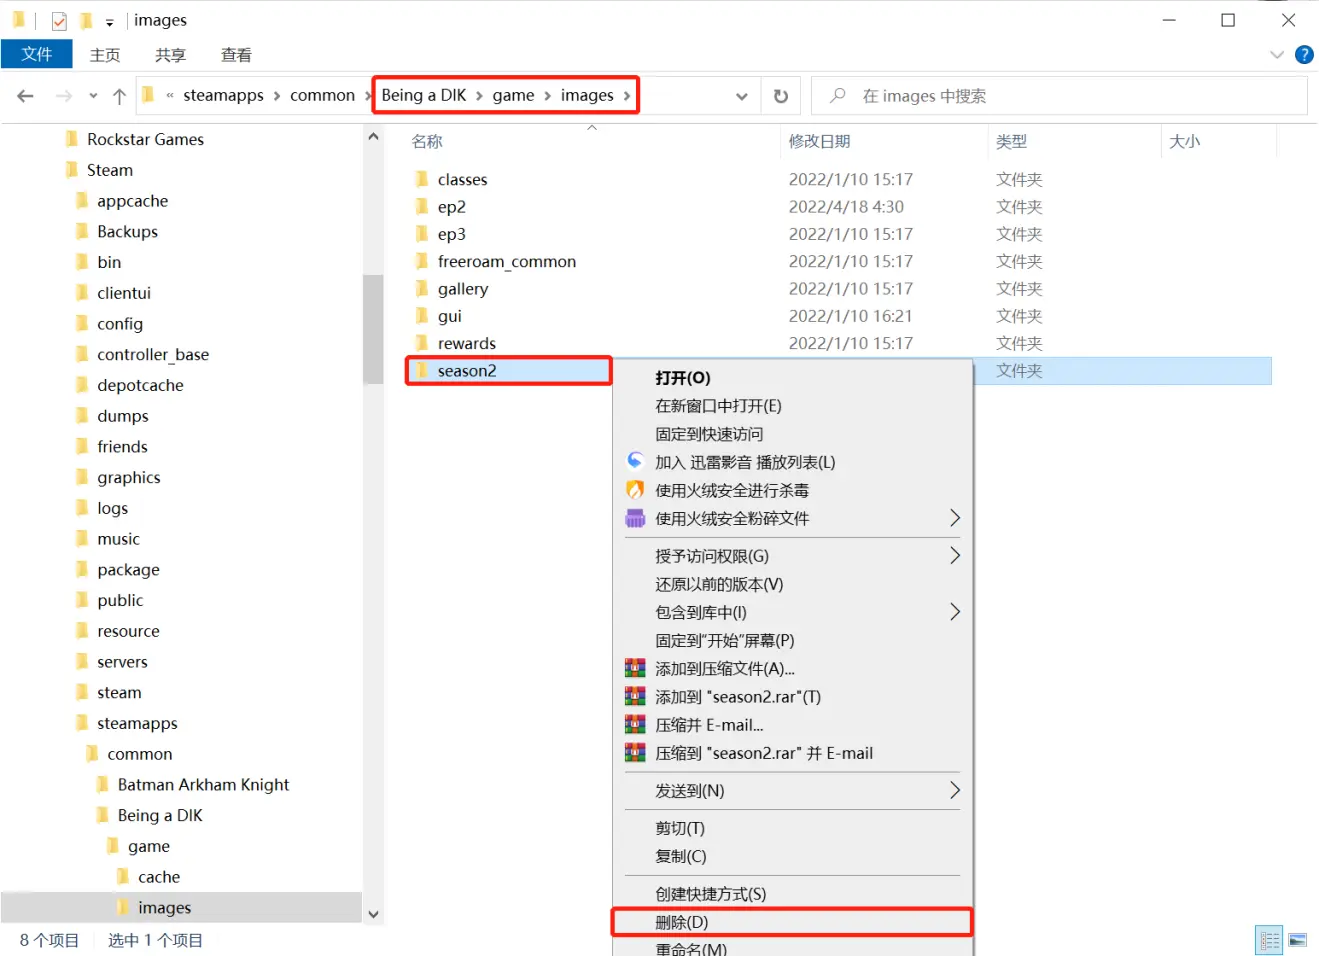 images
文件 主页 共享 查看
« steamapps › common › Being a DIK › game › images ›
在 images 中搜索
Rockstar Games
Steam
appcache
Backups
bin
clientui
config
controller_base
depotcache
dumps
friends
graphics
logs
music
package
public
resource
servers
steam
steamapps
common
Batman Arkham Knight
Being a DIK
game
cache
images
名称 修改日期 类型 大小
classes 2022/1/10 15:17 文件夹
ep2 2022/4/18 4:30 文件夹
ep3 2022/1/10 15:17 文件夹
freeroam_common 2022/1/10 15:17 文件夹
gallery 2022/1/10 15:17 文件夹
gui 2022/1/10 16:21 文件夹
rewards 2022/1/10 15:17 文件夹
season2 文件夹
打开(O)
在新窗口中打开(E)
固定到快速访问
加入 迅雷影音 播放列表(L)
使用火绒安全进行杀毒
使用火绒安全粉碎文件
授予访问权限(G)
还原以前的版本(V)
包含到库中(I)
固定到"开始"屏幕(P)
添加到压缩文件(A)...
添加到 "season2.rar"(T)
压缩并 E-mail...
压缩到 "season2.rar" 并 E-mail
发送到(N)
剪切(T)
复制(C)
创建快捷方式(S)
删除(D)
重命名(M)
8 个项目 选中 1 个项目